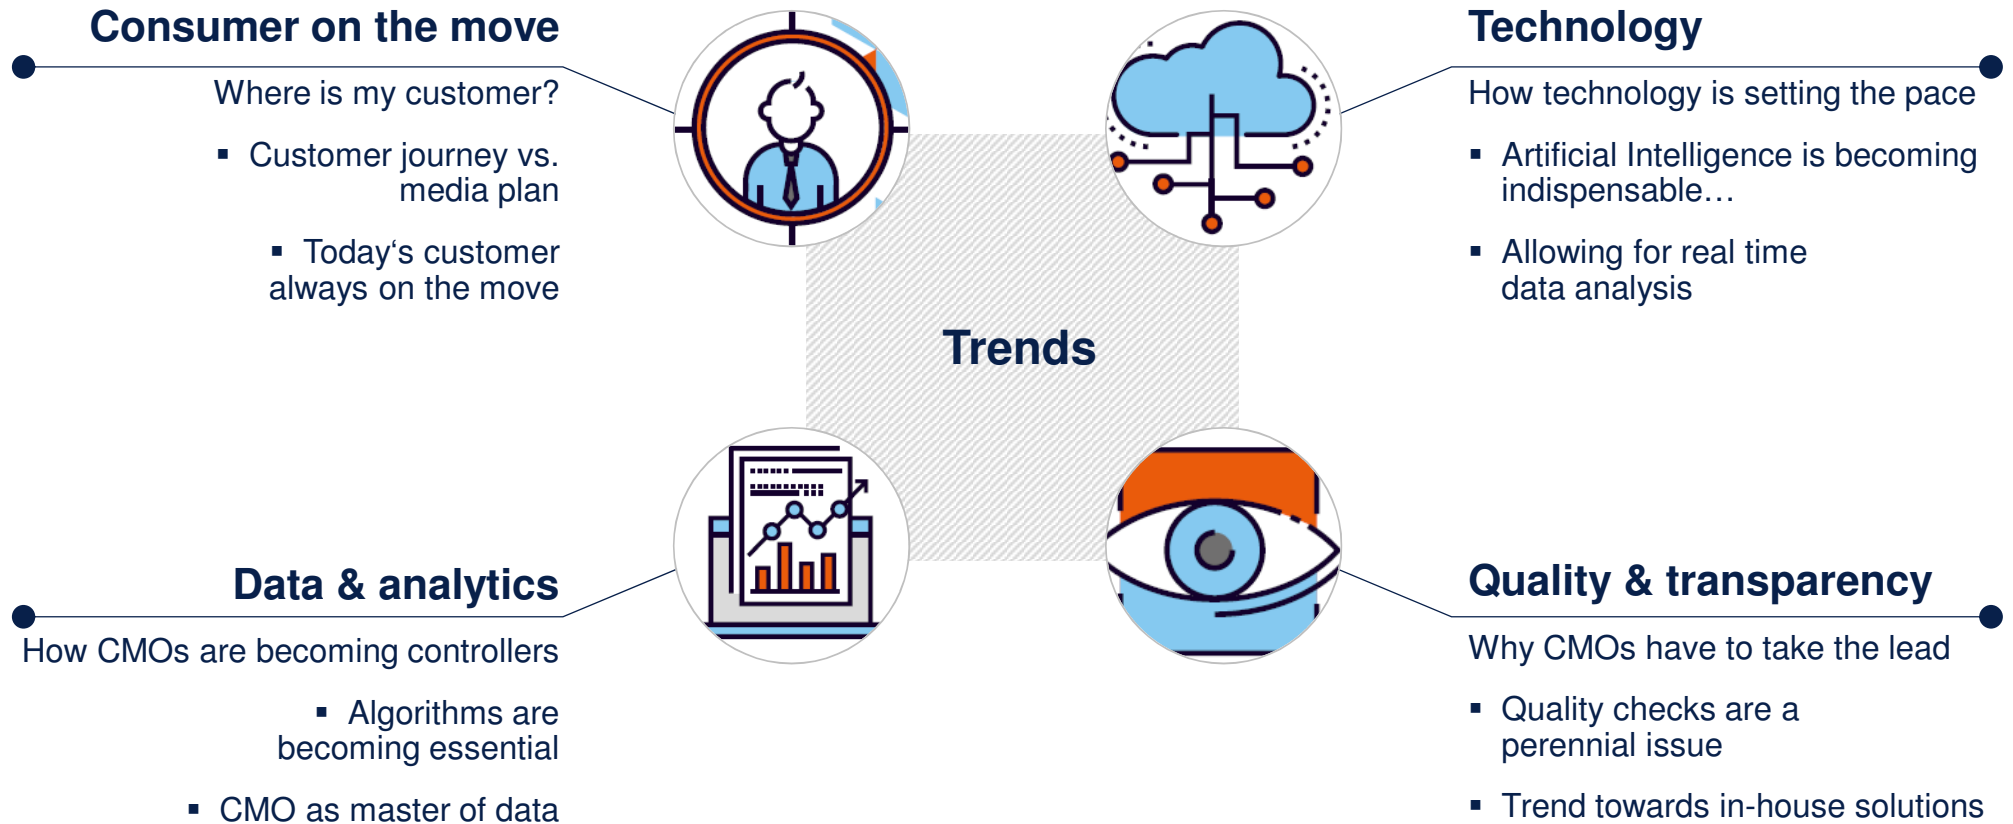 Consumer on the move
Where is my customer?
▪ Customer journey vs.
media plan
▪ Today‘s customer
always on the move
Technology
How technology is setting the pace
▪ Artificial Intelligence is becoming
indispensable…
▪ Allowing for real time
data analysis
Trends
Data & analytics
How CMOs are becoming controllers
▪ Algorithms are
becoming essential
▪ CMO as master of data
Quality & transparency
Why CMOs have to take the lead
▪ Quality checks are a
perennial issue
▪ Trend towards in-house solutions